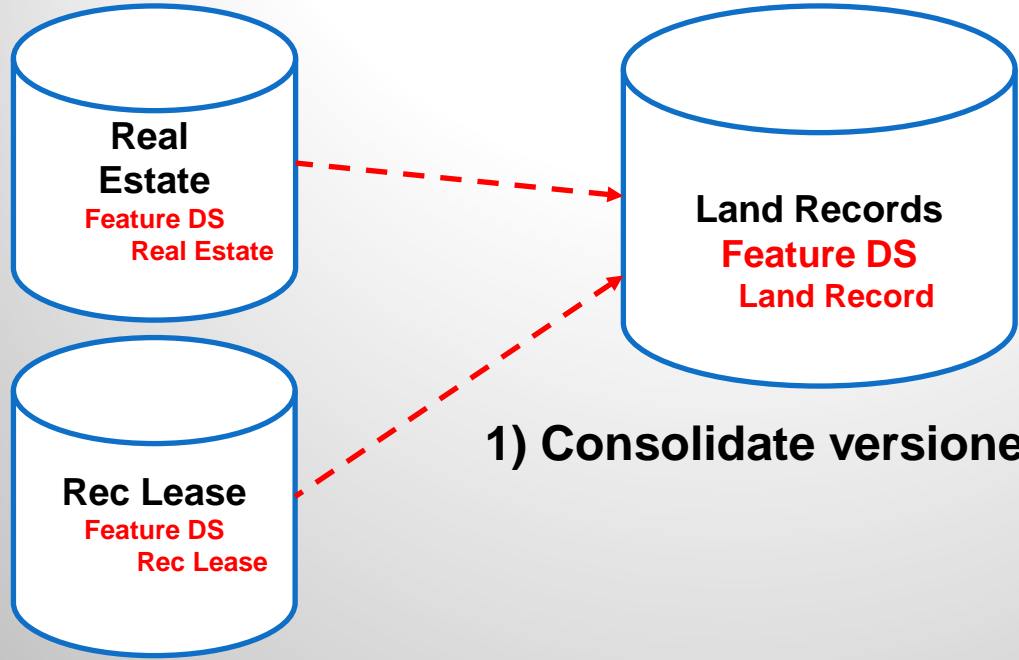 Real
Estate
Feature DS
Real Estate
Land Records
Feature DS
Land Record
1) Consolidate versione
Rec Lease
Feature DS
Rec Lease